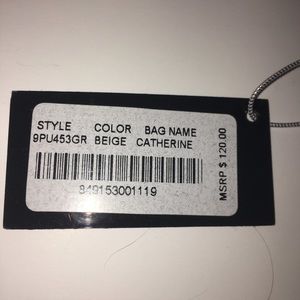 STYLE COLOR BAG NAME
9PU453GR BEIGE CATHERINE
849153001119
MSRP $ 120.00